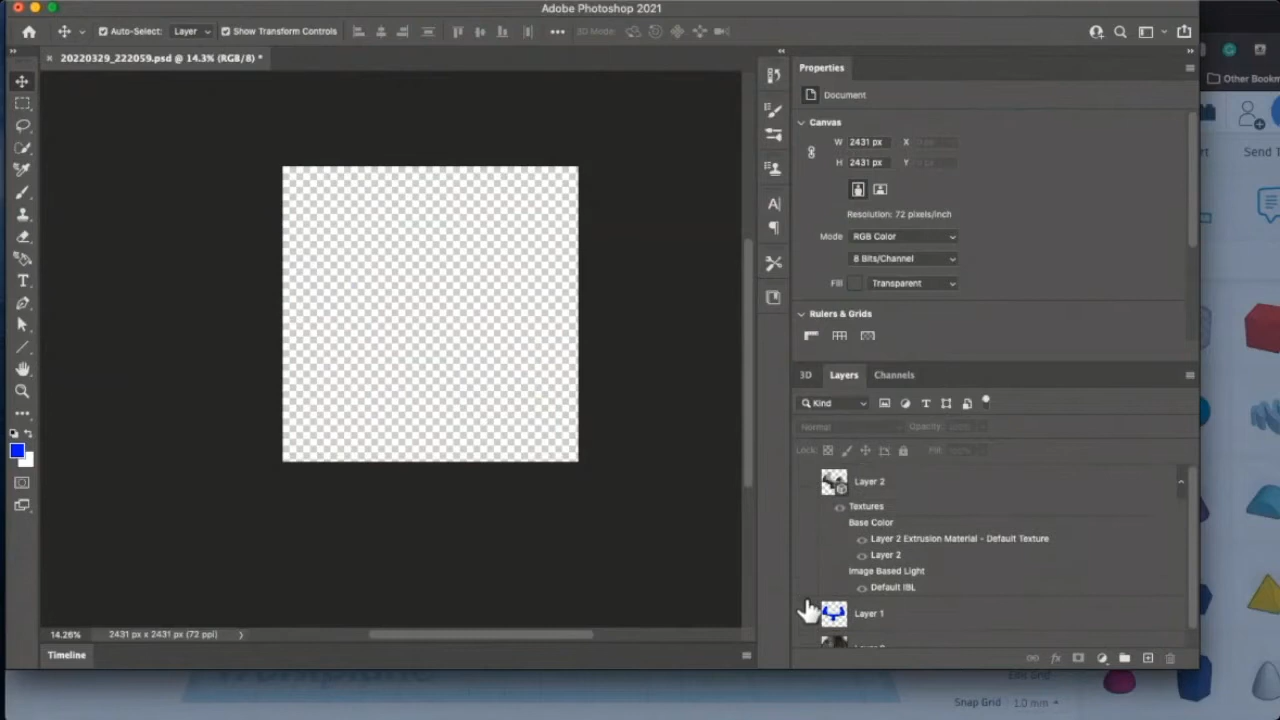 Adobe Photoshop 2021
Auto-Select: Layer Show Transform Controls 3D Mode:
20220329_222059.psd @ 14.3% (RGB/8) *
Other Bookm
Properties
Document
Canvas
W 2431 px X
H 2431 px Y
Send
Resolution: 72 pixels/inch
Mode RGB Color
8 Bits/Channel
Fill Transparent
Rulers & Grids
3D Layers Channels
Kind
Normal Opacity:
Lock: Fill:
Layer 2
Textures
Base Color
Layer 2 Extrusion Material - Default Texture
Layer 2
Image Based Light
Default IBL
Layer 1
14.26% 2431 px x 2431 px (72 ppi)
Timeline
Edit Grid
Snap Grid 1.0 mm